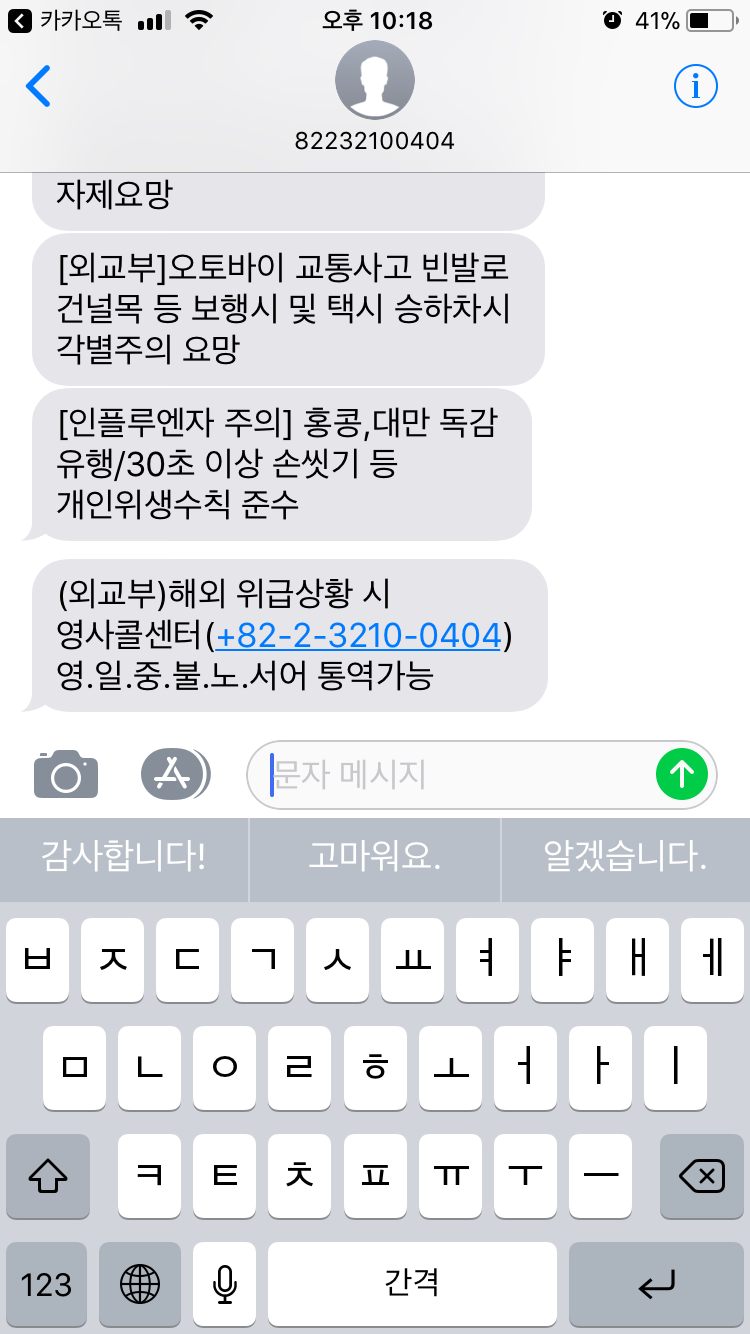 카카오톡 오후 10:18 41%
82232100404
자제요망
[외교부]오토바이 교통사고 빈발로
건널목 등 보행시 및 택시 승하차시
각별주의 요망
[인플루엔자 주의] 홍콩,대만 독감
유행/30초 이상 손씻기 등
개인위생수칙 준수
(외교부)해외 위급상황 시
영사콜센터(+82-2-3210-0404)
영.일.중.불.노.서어 통역가능
문자 메시지
감사합니다! 고마워요. 알겠습니다.
ㅂ ㅈ ㄷ ㄱ ㅅ ㅛ ㅕ ㅑ ㅐ ㅔ
ㅁ ㄴ ㅇ ㄹ ㅎ ㅗ ㅓ ㅏ ㅣ
ㅋ ㅌ ㅊ ㅍ ㅠ ㅜ ㅡ
123 간격